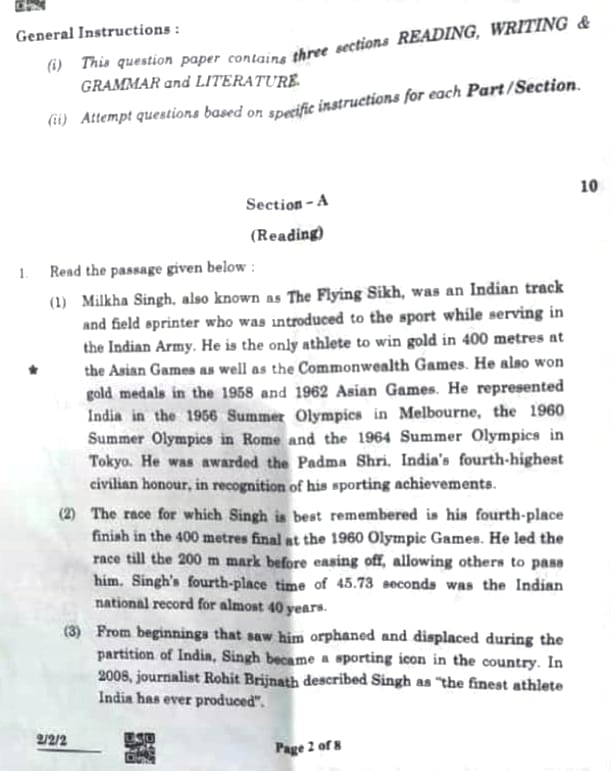 General Instructions :
(i) This question paper contains three sections READING, WRITING &
GRAMMAR and LITERATURE.
(ii) Attempt questions based on specific instructions for each Part/Section.
10
Section – A
(Reading)
1. Read the passage given below :
(1) Milkha Singh, also known as The Flying Sikh, was an Indian track
and field sprinter who was introduced to the sport while serving in
the Indian Army. He is the only athlete to win gold in 400 metres at
★ the Asian Games as well as the Commonwealth Games. He also won
gold medals in the 1958 and 1962 Asian Games. He represented
India in the 1956 Summer Olympics in Melbourne, the 1960
Summer Olympics in Rome and the 1964 Summer Olympics in
Tokyo. He was awarded the Padma Shri, India's fourth-highest
civilian honour, in recognition of his sporting achievements.
(2) The race for which Singh is best remembered is his fourth-place
finish in the 400 metres final at the 1960 Olympic Games. He led the
race till the 200 m mark before easing off, allowing others to pass
him. Singh's fourth-place time of 45.73 seconds was the Indian
national record for almost 40 years.
(3) From beginnings that saw him orphaned and displaced during the
partition of India, Singh became a sporting icon in the country. In
2008, journalist Rohit Brijnath described Singh as "the finest athlete
India has ever produced".
2/2/2
Page 2 of 8